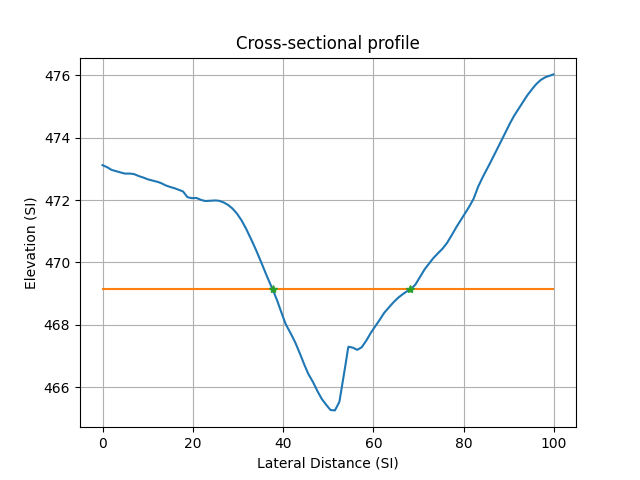 Cross-sectional profile
476
474
472
470
468
466
Elevation (SI)
0 20 40 60 80 100
Lateral Distance (SI)